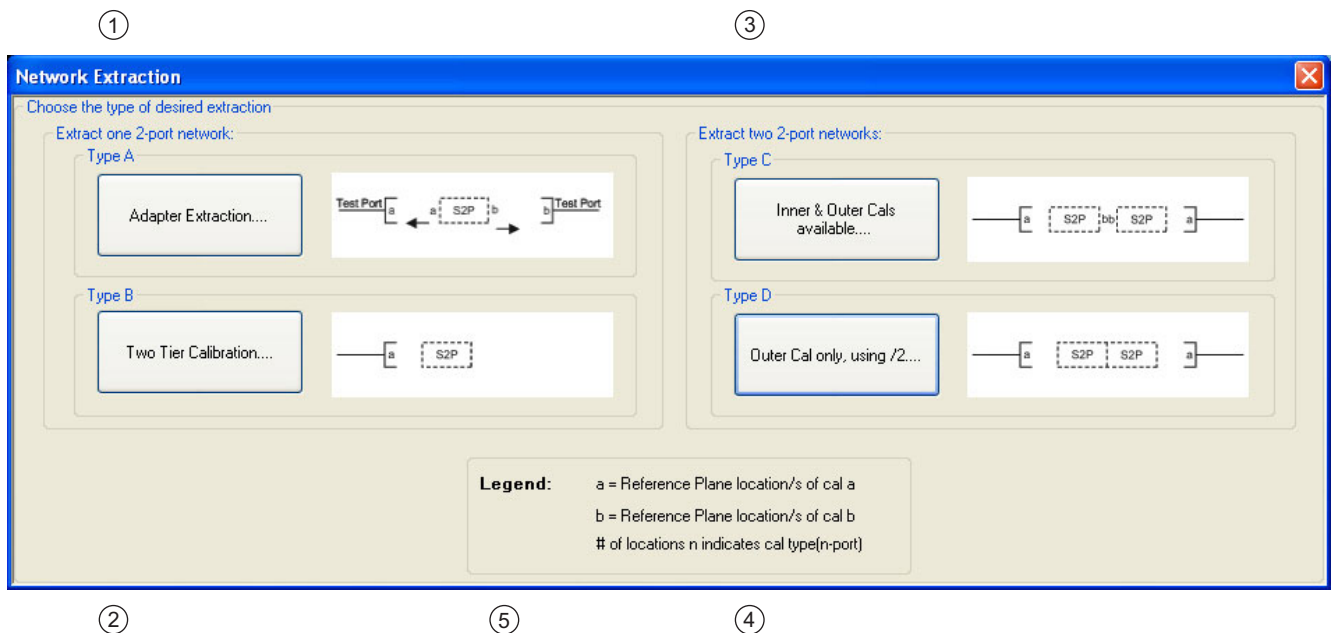 ① ③
Network Extraction
Choose the type of desired extraction
Extract one 2-port network:
Type A
Adapter Extraction....
Test Port a a S2P b b Test Port
Type B
Two Tier Calibration....
a S2P
Extract two 2-port networks:
Type C
Inner & Outer Cals
available....
a S2P bb S2P a
Type D
Outer Cal only, using /2....
a S2P S2P a
Legend: a = Reference Plane location/s of cal a
b = Reference Plane location/s of cal b
# of locations n indicates cal type(n-port)
② ⑤ ④